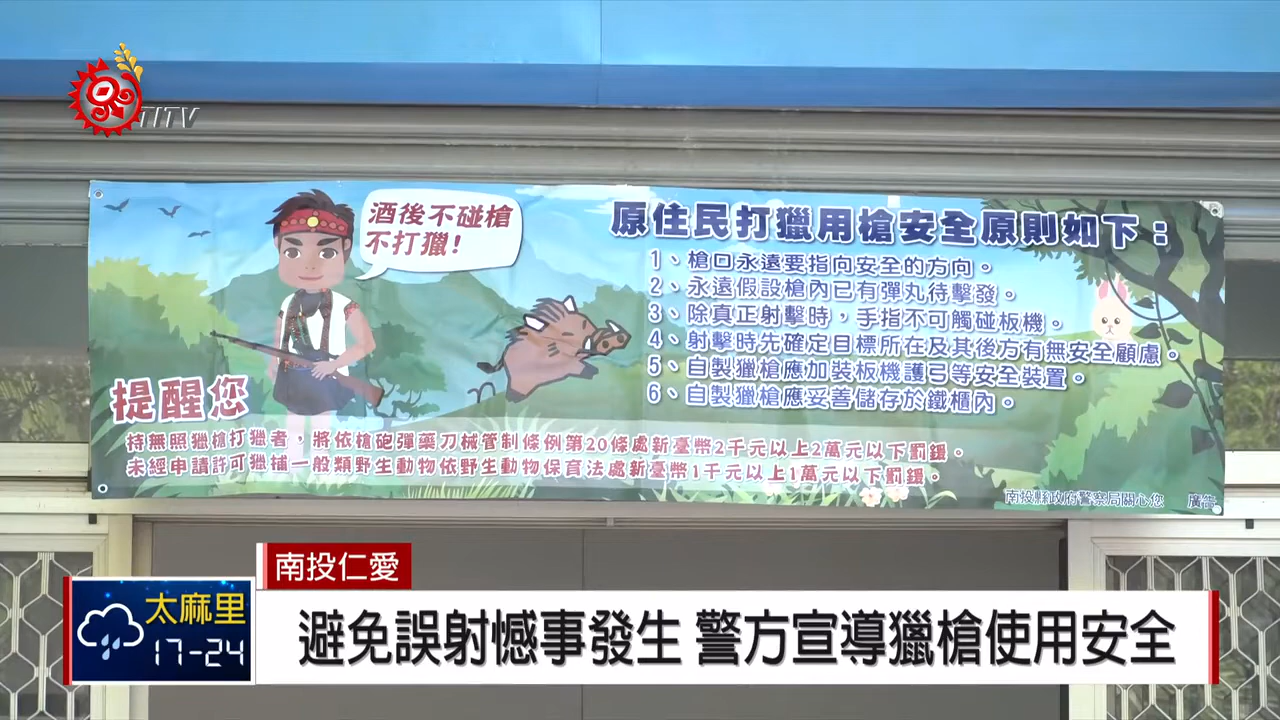 TITV
酒後不碰槍
不打獵!
原住民打獵用槍安全原則如下：
1、槍口永遠要指向安全的方向。
2、永遠假設槍內已有彈丸待擊發。
3、除真正射擊時，手指不可觸碰板機。
4、射擊時先確定目標所在及其後方有無安全顧慮。
5、自製獵槍應加裝板機護弓等安全裝置。
6、自製獵槍應妥善儲存於鐵櫃內。
提醒您
持無照獵槍打獵者，將依槍砲彈藥刀械管制條例第20條處新臺幣2千元以上2萬元以下罰鍰。
未經申請許可獵捕一般類野生動物依野生動物保育法處新臺幣1千元以上1萬元以下罰鍰。
南投縣政府警察局關心您 廣告
南投仁愛
太麻里
17-24
避免誤射憾事發生 警方宣導獵槍使用安全